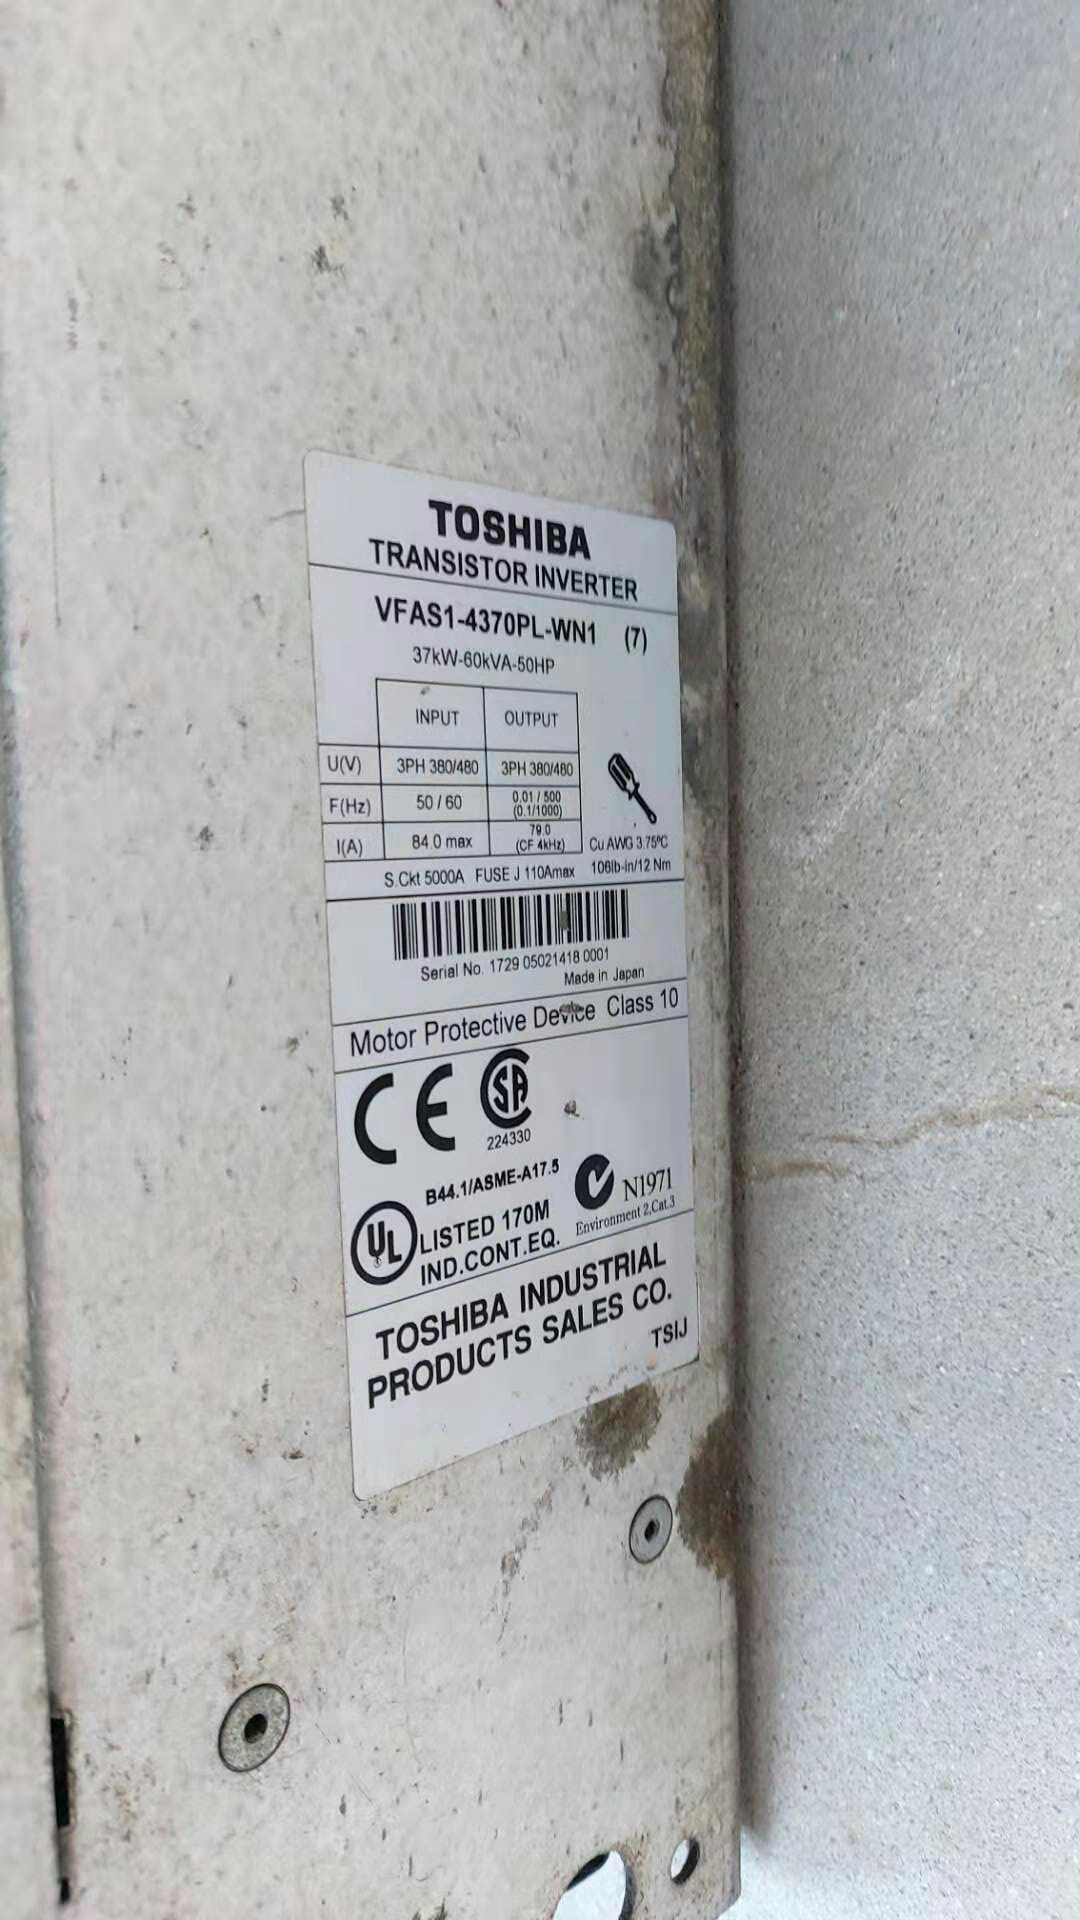 TOSHIBA
TRANSISTOR INVERTER
VFAS1-4370PL-WN1 (7)
37kW-60kVA-50HP
INPUT OUTPUT
U(V) 3PH 380/480 3PH 380/480
F(Hz) 50 / 60 0.01 / 500
(0.1/1000)
I(A) 84.0 max 79.0
(CF 4kHz)
Cu AWG 3.75ºC
S.Ckt 5000A FUSE J 110Amax 106lb-in/12 Nm
Serial No. 1729 05021418 0001
Made in Japan
Motor Protective Device Class 10
CE SA
224330
B44.1/ASME-A17.5
N1971
Environment 2,Cat.3
UL LISTED 170M
IND.CONT.EQ.
TOSHIBA INDUSTRIAL
PRODUCTS SALES CO.
TSIJ